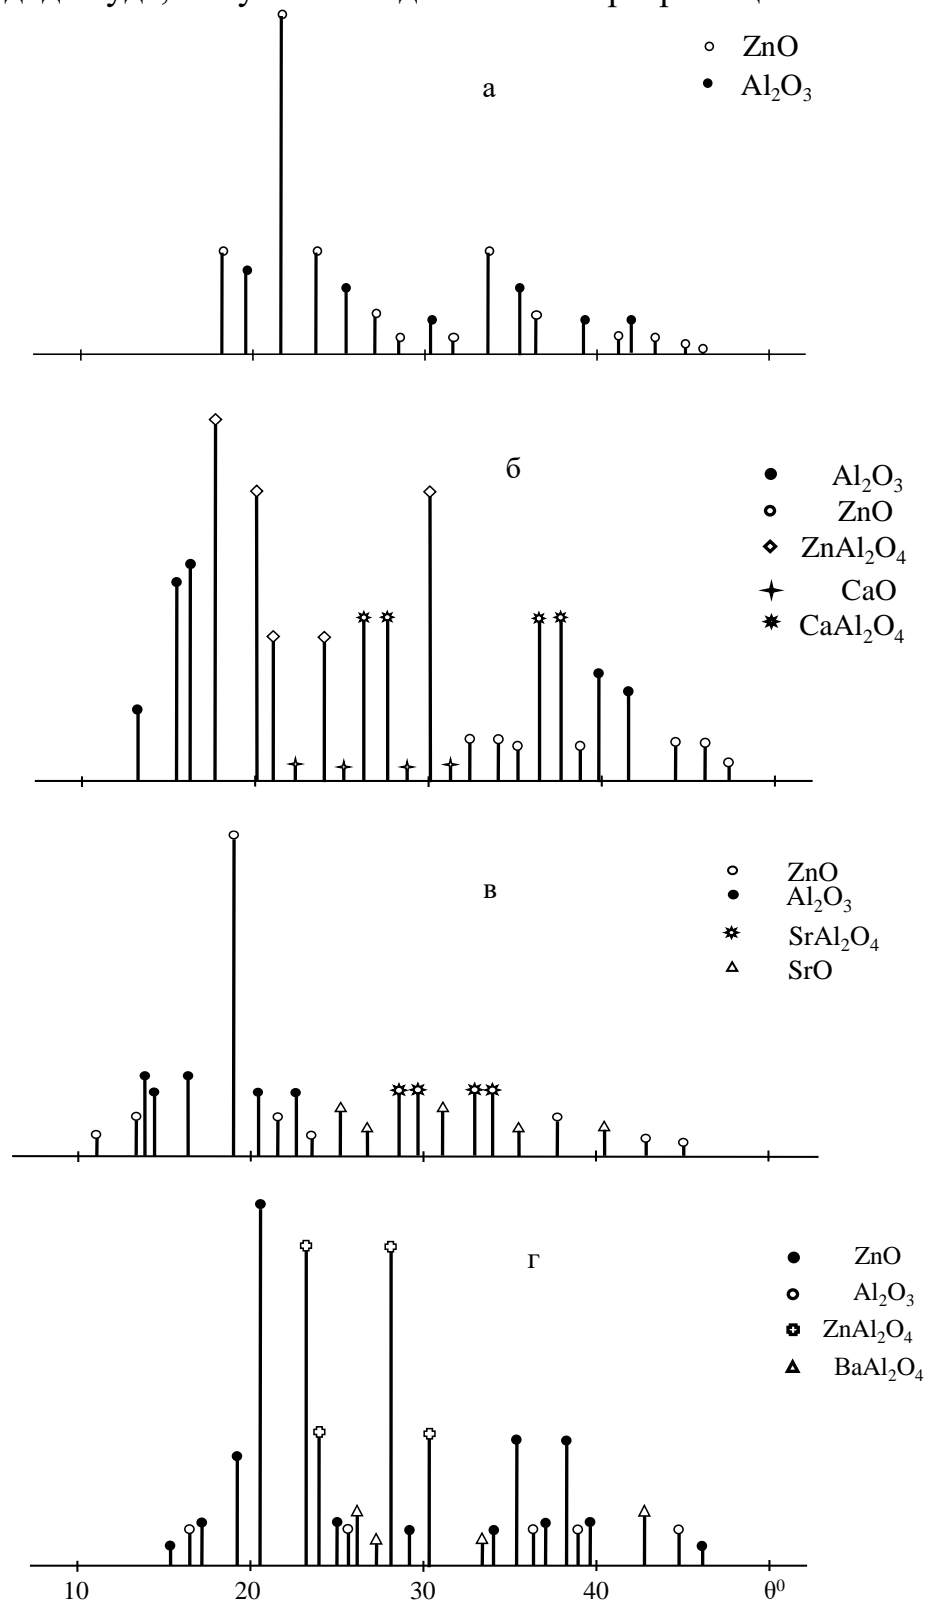 ZnO
а
Al₂O₃
б
Al₂O₃
ZnO
ZnAl₂O₄
CaO
CaAl₂O₄
в
ZnO
Al₂O₃
SrAl₂O₄
SrO
г
ZnO
Al₂O₃
ZnAl₂O₄
BaAl₂O₄
10 20 30 40 θ⁰